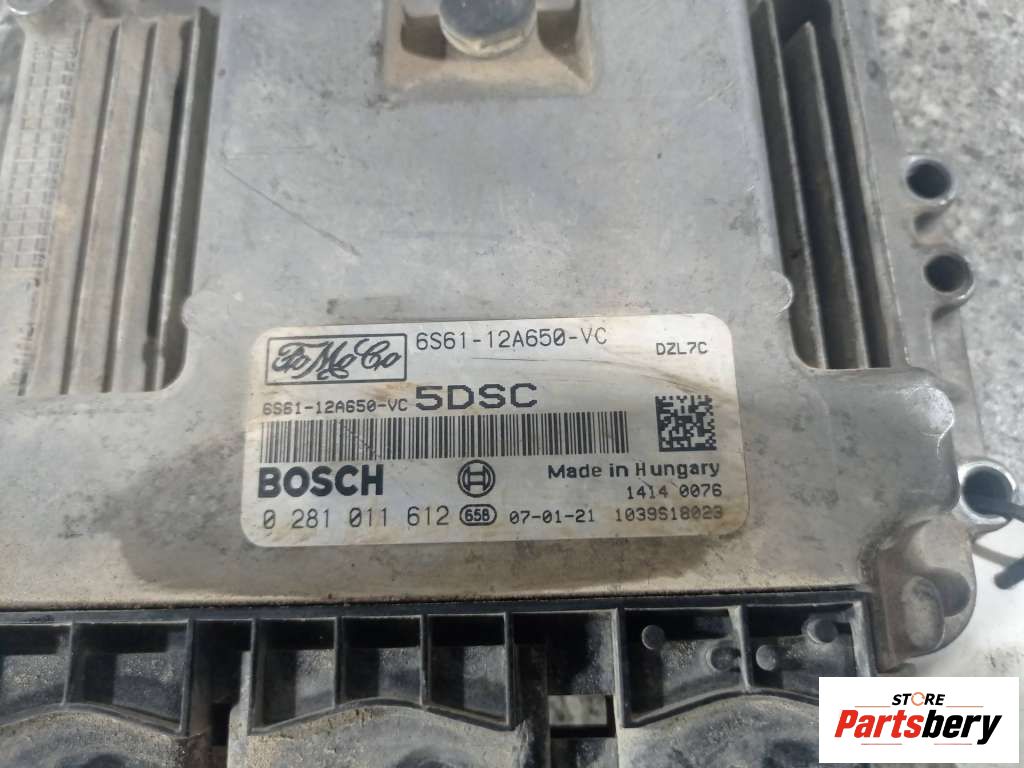 FoMoCo 6S61-12A650-VC DZL7C
6S61-12A650-VC 5DSC
BOSCH Made in Hungary
1414 0076
0 281 011 612 658 07-01-21 1039S18023
STORE
Partsbery